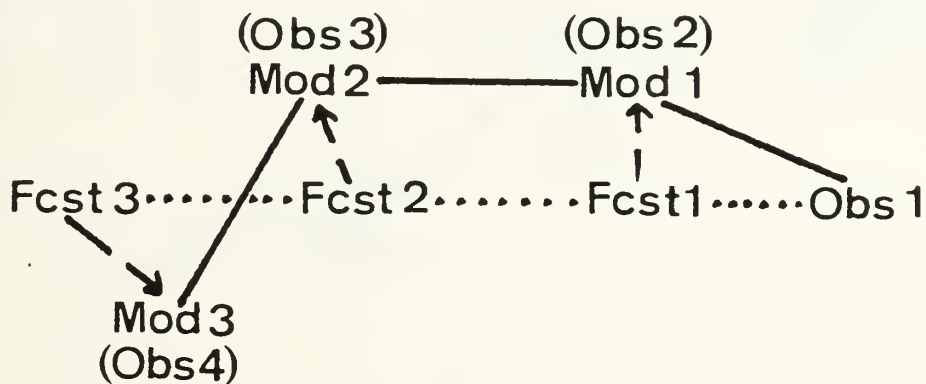 (Obs 3) (Obs 2)
Mod 2 Mod 1
Fcst 3 Fcst 2 Fcst 1 Obs 1
Mod 3
(Obs 4)